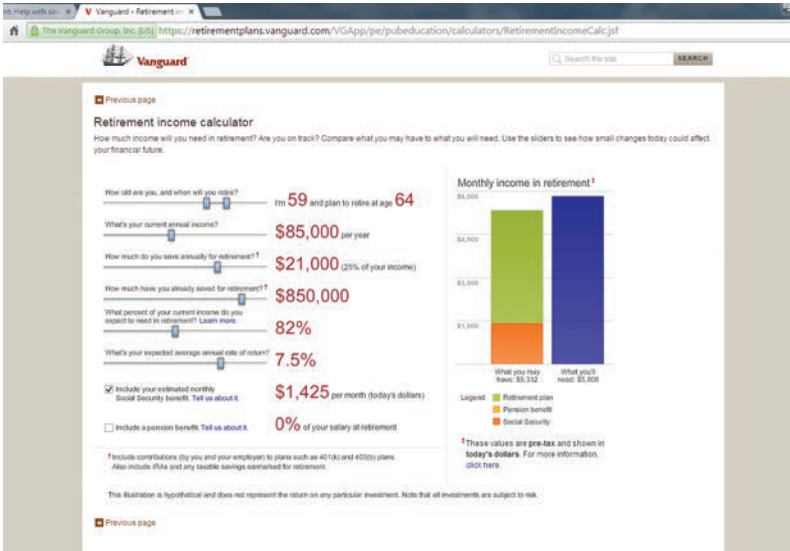 nt: Help with sav
Vanguard - Retirement in
The Vanguard Group, Inc. [US] https://retirementplans.vanguard.com/VGApp/pe/pubeducation/calculators/RetirementIncomeCalc.jsf
Vanguard
Search the site
SEARCH
Previous page
Retirement income calculator
How much income will you need in retirement? Are you on track? Compare what you may have to what you will need. Use the sliders to see how small changes today could affect
your financial future.
How old are you, and when will you retire?
I'm 59 and plan to retire at age 64
What's your current annual income?
$85,000 per year
How much do you save annually for retirement? †
$21,000 (25% of your income)
How much have you already saved for retirement? †
$850,000
What percent of your current income do you
expect to need in retirement? Learn more.
82%
What's your expected average annual rate of return?
7.5%
Include your estimated monthly
Social Security benefit. Tell us about it.
$1,425 per month (today's dollars)
Include a pension benefit. Tell us about it.
0% of your salary at retirement
† Include contributions (by you and your employer) to plans such as 401(k) and 403(b) plans.
Also include IRAs and any taxable savings earmarked for retirement.
Monthly income in retirement ‡
$6,000
$4,500
$3,000
$1,500
What you may
have: $5,332
What you'll
need: $5,808
Legend:
Retirement plan
Pension benefit
Social Security
‡ These values are pre-tax and shown in
today's dollars. For more information,
click here.
This illustration is hypothetical and does not represent the return on any particular investment. Note that all investments are subject to risk.
Previous page